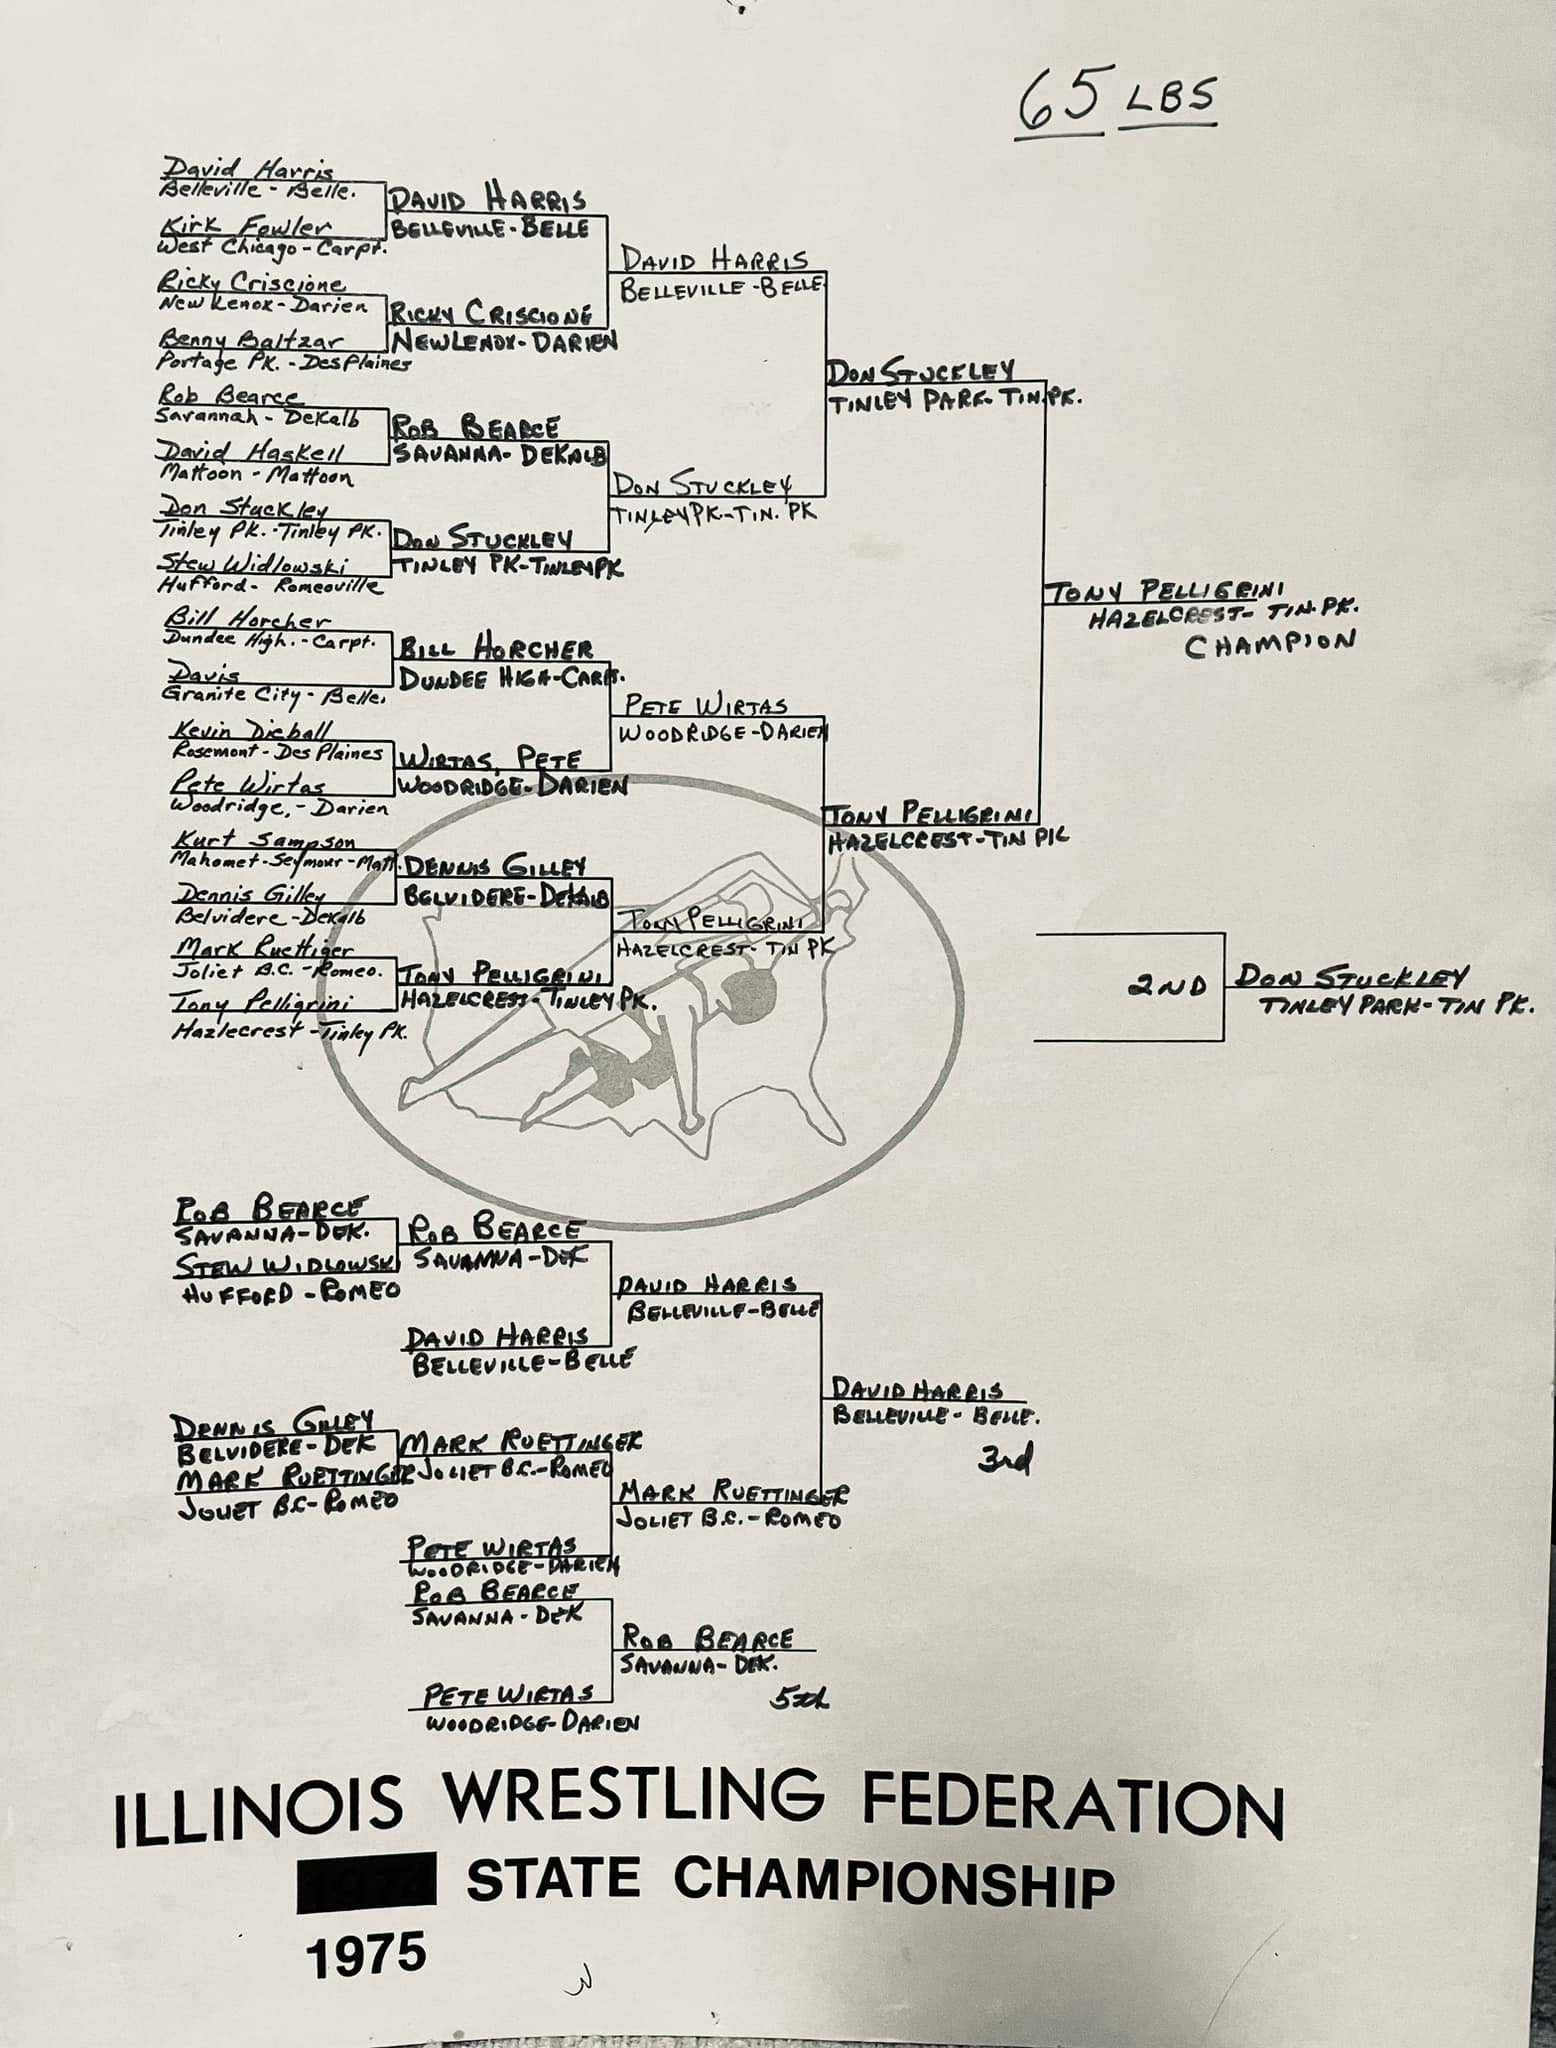 65 LBS
David Harris
Belleville - Belle.
Kirk Fowler
West Chicago - Carpt.
Ricky Criscione
New Lenox - Darien
Benny Baltzar
Portage Pk. - Des Plaines
Rob Bearce
Savannah - DeKalb
David Haskell
Mattoon - Mattoon
Don Stuckley
Tinley Pk. - Tinley Pk.
Stew Widlowski
Hufford - Romeoville
Bill Horcher
Dundee High. - Carpt.
Davis
Granite City - Belle.
Kevin Dieball
Rosemont - Des Plaines
Pete Wirtas
Woodridge, - Darien
Kurt Sampson
Mahomet - Seymour - Matt.
Dennis Gilley
Belvidere - DeKalb
Mark Ruettiger
Joliet B.C. - Romeo.
Tony Pelligrini
Hazlecrest - Tinley Pk.
DAVID HARRIS
BELLEVILLE - BELLE
RICKY CRISCIONE
NEW LENOX - DARIEN
ROB BEARCE
SAVANNA - DEKALB
DON STUCKLEY
TINLEY PK - TINLEY PK
BILL HORCHER
DUNDEE HIGH - CARP.
WIRTAS, PETE
WOODRIDGE - DARIEN
DENNIS GILLEY
BELVIDERE - DEKALB
TONY PELLIGRINI
HAZELCRESS - TINLEY PK.
DAVID HARRIS
BELLEVILLE - BELLE
DON STUCKLEY
TINLEY PK - TIN. PK
PETE WIRTAS
WOODRIDGE - DARIEN
TONY PELLIGRINI
HAZELCREST - TIN PK
DON STUCKLEY
TINLEY PARK - TIN. PK.
TONY PELLIGRINI
HAZELCREST - TIN PK
TONY PELLIGRINI
HAZELCREST - TIN. PK.
CHAMPION
2ND
DON STUCKLEY
TINLEY PARK - TIN PK.
ROB BEARCE
SAVANNA - DEK.
STEW WIDLOWSKI
HUFFORD - ROMEO
DENNIS GILLEY
BELVIDERE - DEK
MARK RUETTINGER
JOLIET B.C - ROMEO
ROB BEARCE
SAVANNA - DEK
DAVID HARRIS
BELLEVILLE - BELLE
MARK RUETTINGER
JOLIET B.C. - ROMEO
PETE WIRTAS
WOODRIDGE - DARIEN
DAVID HARRIS
BELLEVILLE - BELLE
MARK RUETTINGER
JOLIET B.C. - ROMEO
DAVID HARRIS
BELLEVILLE - BELLE.
3rd
ROB BEARCE
SAVANNA - DEK
PETE WIRTAS
WOODRIDGE - DARIEN
ROB BEARCE
SAVANNA - DEK.
5th
ILLINOIS WRESTLING FEDERATION
STATE CHAMPIONSHIP
1975